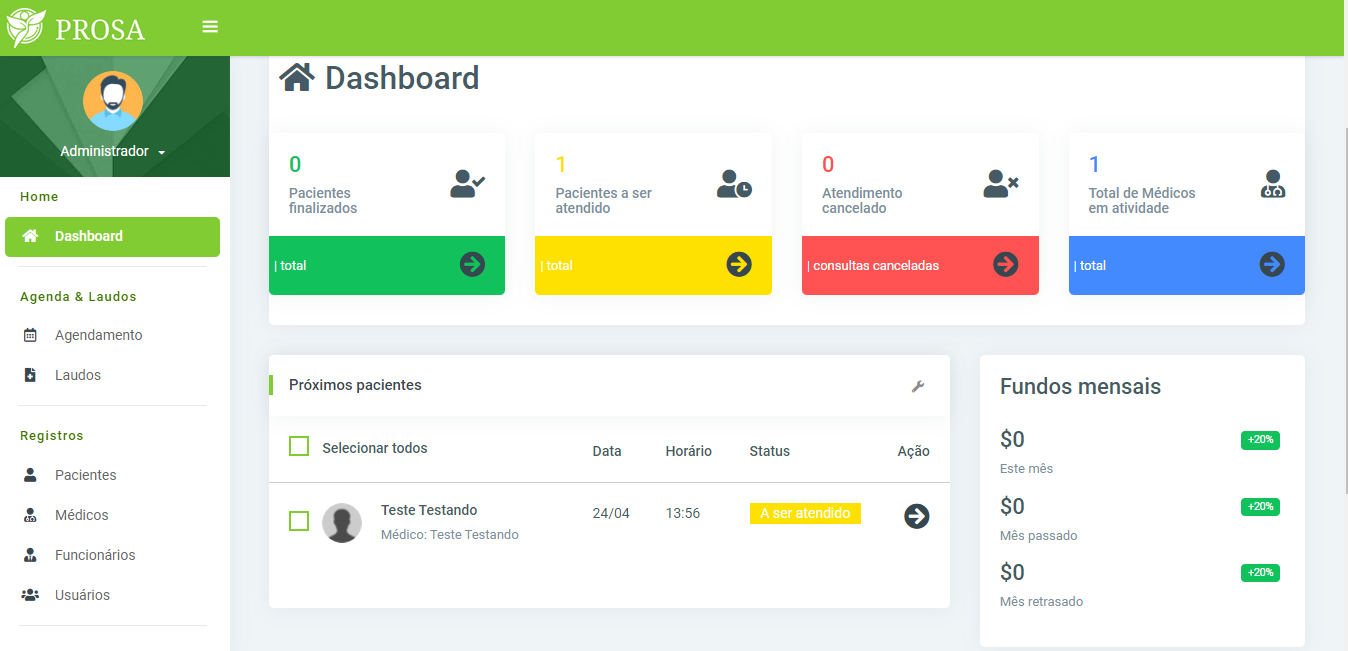 PROSA
Administrador
Home
Dashboard
Agenda & Laudos
Agendamento
Laudos
Registros
Pacientes
Médicos
Funcionários
Usuários
Dashboard
0
Pacientes
finalizados
| total
1
Pacientes a ser
atendido
| total
0
Atendimento
cancelado
| consultas canceladas
1
Total de Médicos
em atividade
| total
Próximos pacientes
Selecionar todos Data Horário Status Ação
Teste Testando 24/04 13:56 A ser atendido
Médico: Teste Testando
Fundos mensais
$0 +20%
Este mês
$0 +20%
Mês passado
$0 +20%
Mês retrasado